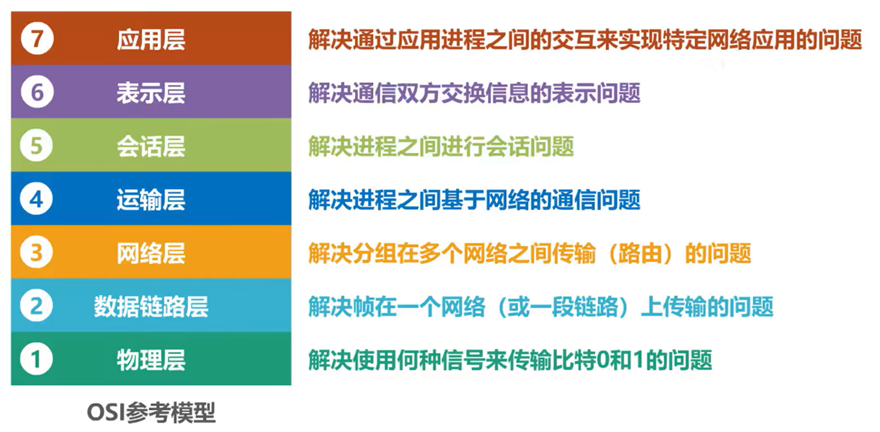 7 应用层 解决通过应用进程之间的交互来实现特定网络应用的问题
6 表示层 解决通信双方交换信息的表示问题
5 会话层 解决进程之间进行会话问题
4 运输层 解决进程之间基于网络的通信问题
3 网络层 解决分组在多个网络之间传输（路由）的问题
2 数据链路层 解决帧在一个网络（或一段链路）上传输的问题
1 物理层 解决使用何种信号来传输比特0和1的问题
OSI参考模型